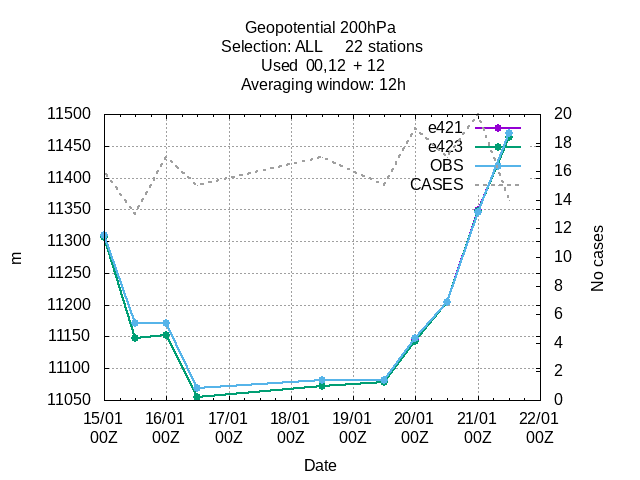 Geopotential 200hPa
Selection: ALL     22 stations
Used  00,12  + 12
Averaging window: 12h
11500
11450
11400
11350
11300
11250
11200
11150
11100
11050
20
18
16
14
12
10
8
6
4
2
0
e421
e423
OBS
CASES
m
No cases
15/01 16/01 17/01 18/01 19/01 20/01 21/01 22/01
00Z 00Z 00Z 00Z 00Z 00Z 00Z 00Z
Date